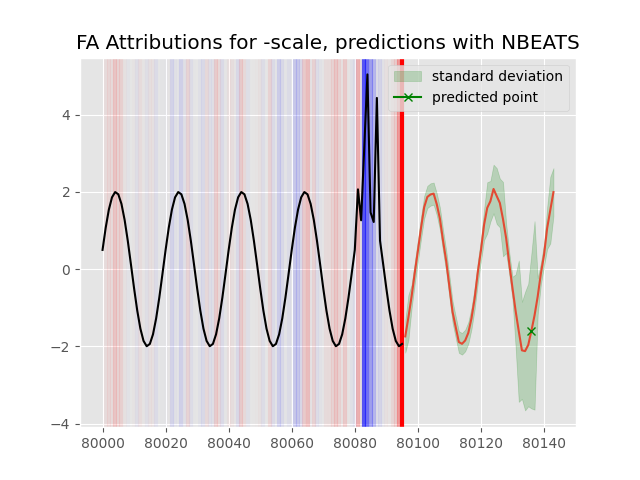 FA Attributions for -scale, predictions with NBEATS
standard deviation
predicted point
4
2
0
−2
−4
80000 80020 80040 80060 80080 80100 80120 80140